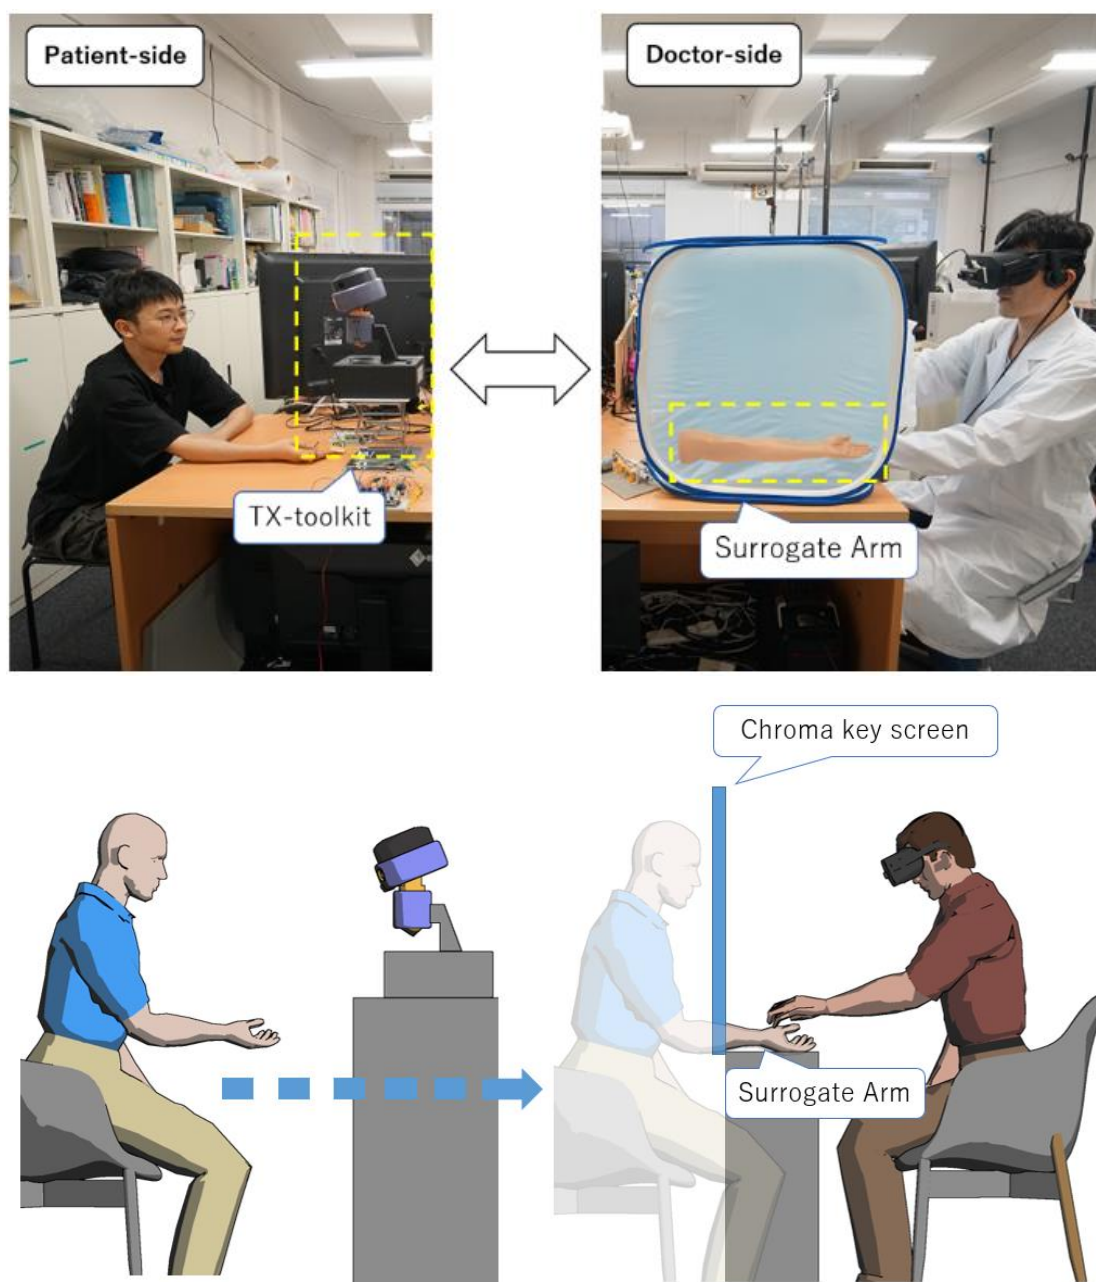 Patient-side
Doctor-side
TX-toolkit
Surrogate Arm
Chroma key screen
Surrogate Arm